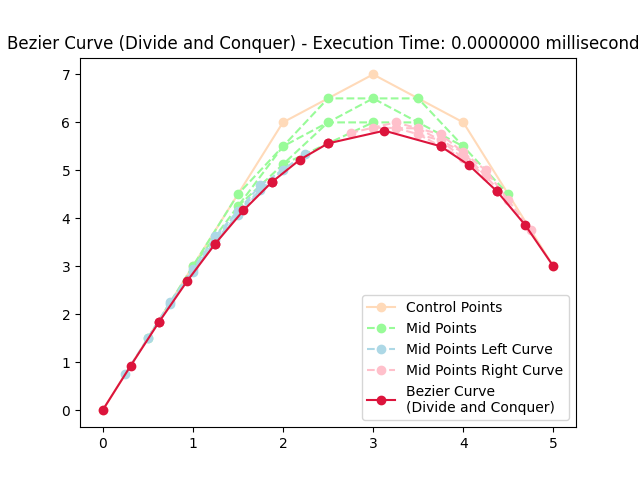 Bezier Curve (Divide and Conquer) - Execution Time: 0.0000000 millisecond
7
6
5
4
3
2
1
0
Control Points
Mid Points
Mid Points Left Curve
Mid Points Right Curve
Bezier Curve
(Divide and Conquer)
0 1 2 3 4 5